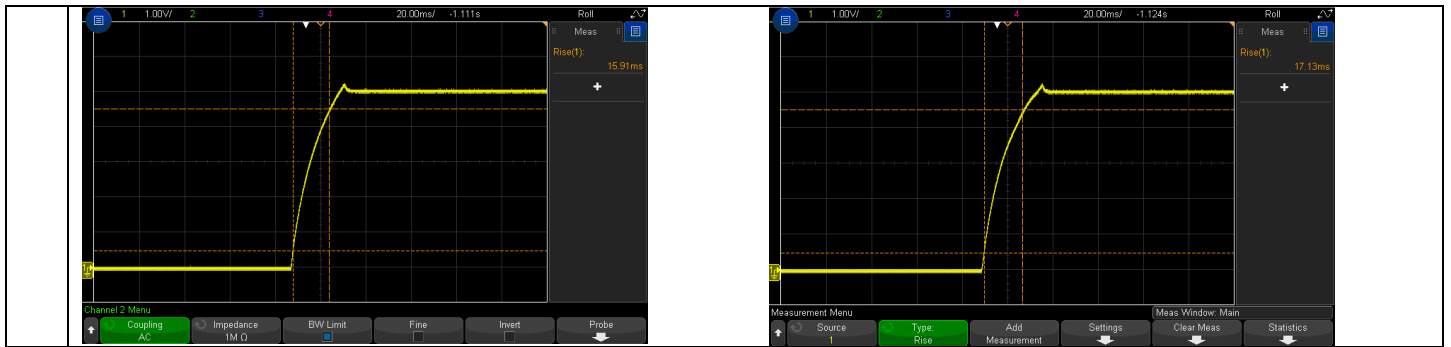 1 1.00V/ 2 3 4 20.00ms/ -1.111s Roll
Meas
Rise(1):
15.91ms
Channel 2 Menu
Coupling Impedance BW Limit Fine Invert Probe
AC 1M Ω
1 1.00V/ 2 3 4 20.00ms/ -1.124s Roll
Meas
Rise(1):
17.13ms
Measurement Menu Meas Window: Main
Source Type: Add Settings Clear Meas Statistics
1 Rise Measurement